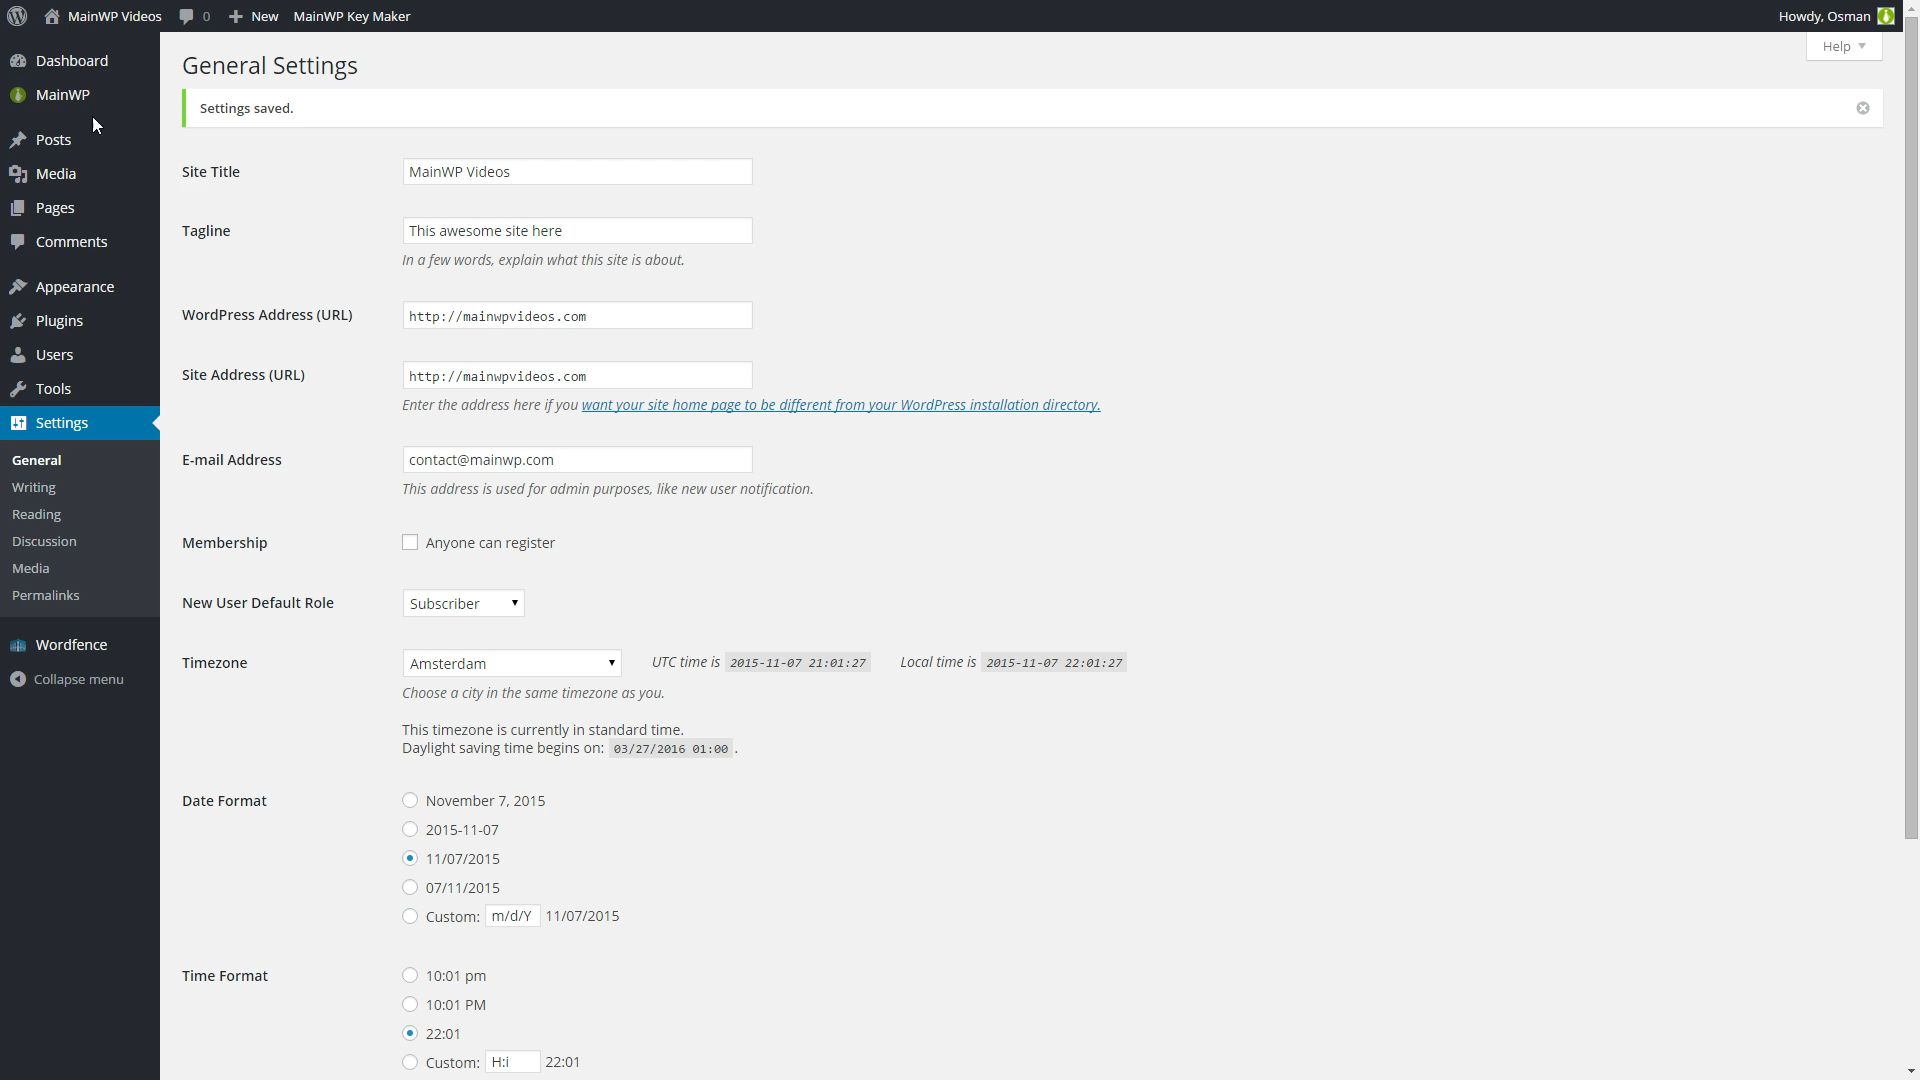 MainWP Videos 0 New MainWP Key Maker Howdy, Osman
Help
Dashboard
MainWP
Posts
Media
Pages
Comments
Appearance
Plugins
Users
Tools
Settings
General
Writing
Reading
Discussion
Media
Permalinks
Wordfence
Collapse menu
General Settings
Settings saved.
Site Title MainWP Videos
Tagline This awesome site here
In a few words, explain what this site is about.
WordPress Address (URL) http://mainwpvideos.com
Site Address (URL) http://mainwpvideos.com
Enter the address here if you want your site home page to be different from your WordPress installation directory.
E-mail Address contact@mainwp.com
This address is used for admin purposes, like new user notification.
Membership Anyone can register
New User Default Role Subscriber
Timezone Amsterdam UTC time is 2015-11-07 21:01:27 Local time is 2015-11-07 22:01:27
Choose a city in the same timezone as you.
This timezone is currently in standard time.
Daylight saving time begins on: 03/27/2016 01:00 .
Date Format November 7, 2015
2015-11-07
11/07/2015
07/11/2015
Custom: m/d/Y 11/07/2015
Time Format 10:01 pm
10:01 PM
22:01
Custom: H:i 22:01